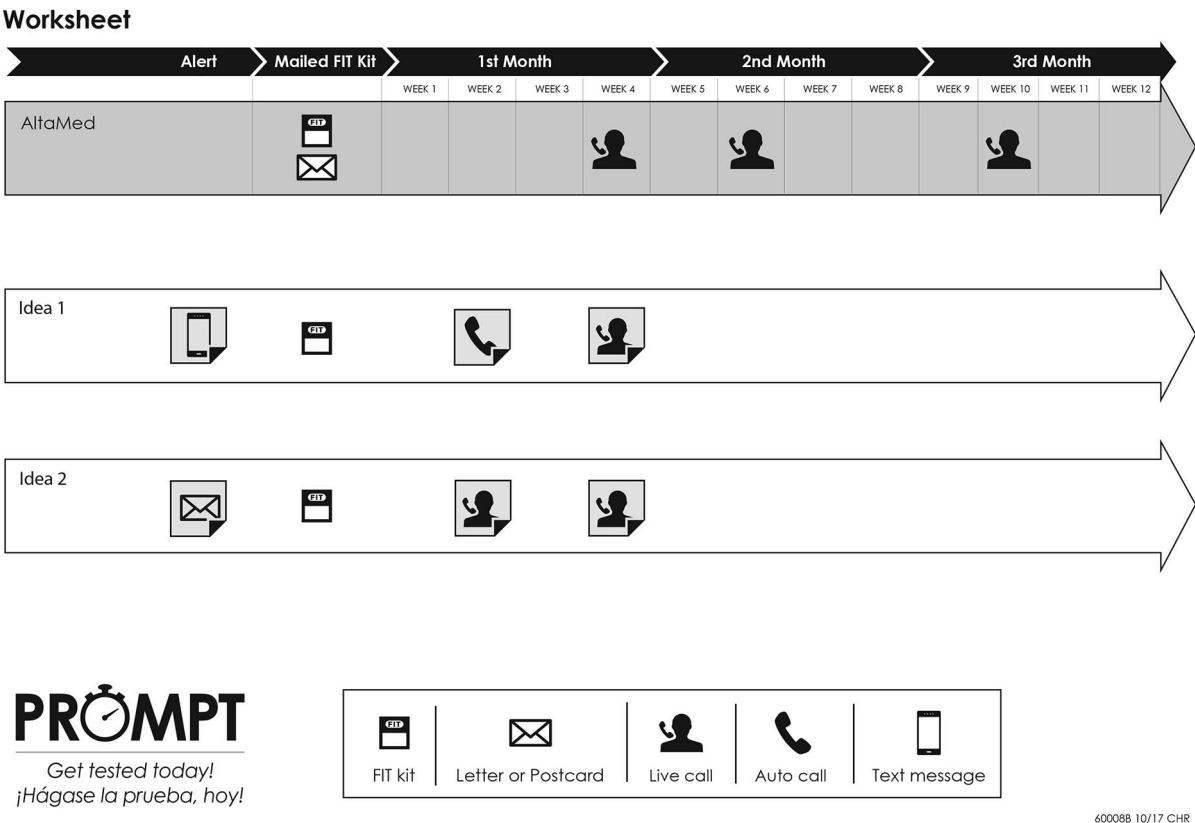 Worksheet
Alert Mailed FIT Kit 1st Month 2nd Month 3rd Month
WEEK 1 WEEK 2 WEEK 3 WEEK 4 WEEK 5 WEEK 6 WEEK 7 WEEK 8 WEEK 9 WEEK 10 WEEK 11 WEEK 12
AltaMed
FIT
Idea 1
FIT
Idea 2
FIT
PROMPT
Get tested today!
¡Hágase la prueba, hoy!
FIT
FIT kit Letter or Postcard Live call Auto call Text message
60008B 10/17 CHR